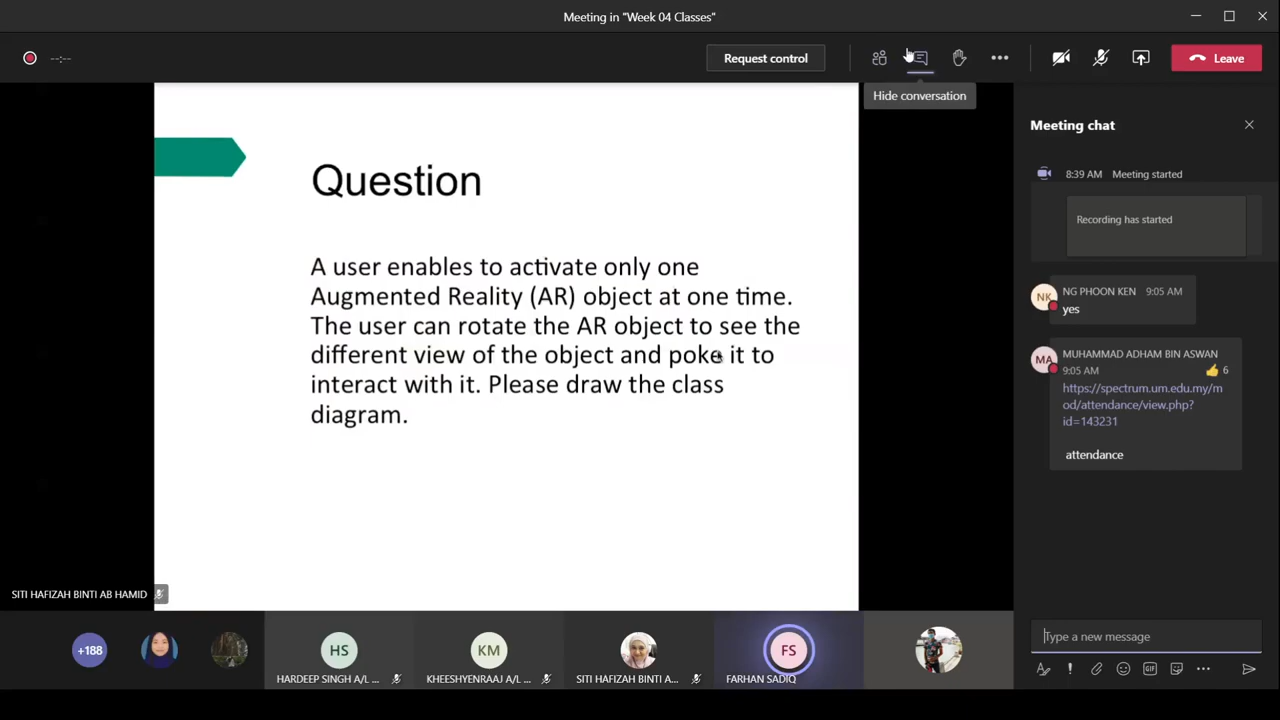 Meeting in "Week 04 Classes"
--:--
Request control
Leave
Hide conversation
Question
A user enables to activate only one
Augmented Reality (AR) object at one time.
The user can rotate the AR object to see the
different view of the object and poke it to
interact with it. Please draw the class
diagram.
SITI HAFIZAH BINTI AB HAMID
+188
HS
HARDEEP SINGH A/L ...
KM
KHEESHYENRAAJ A/L ...
SITI HAFIZAH BINTI A...
FS
FARHAN SADIQ
Meeting chat
8:39 AM Meeting started
Recording has started
NK
NG PHOON KEN 9:05 AM
yes
MA
MUHAMMAD ADHAM BIN ASWAN
9:05 AM 6
https://spectrum.um.edu.my/m
od/attendance/view.php?
id=143231
attendance
Type a new message
GIF